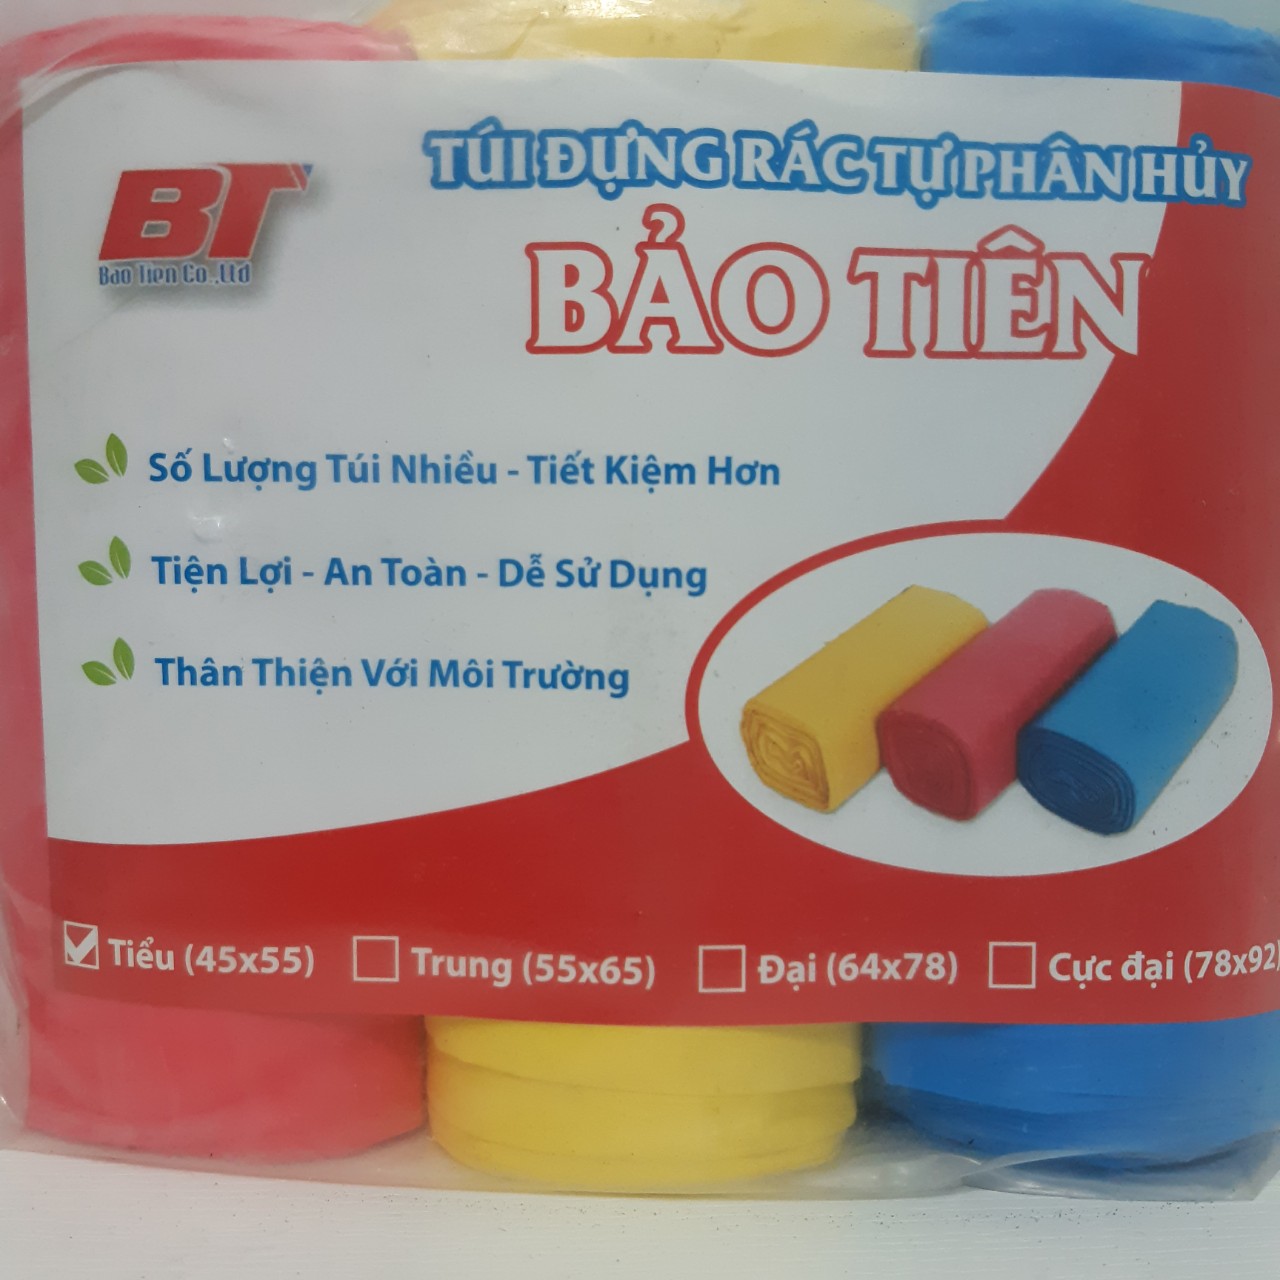 TÚI ĐỰNG RÁC TỰ PHÂN HỦY
BT
Bao Tien Co.,Ltd
BẢO TIÊN
Số Lượng Túi Nhiều - Tiết Kiệm Hơn
Tiện Lợi - An Toàn - Dễ Sử Dụng
Thân Thiện Với Môi Trường
Tiểu (45x55) Trung (55x65) Đại (64x78) Cực đại (78x92)